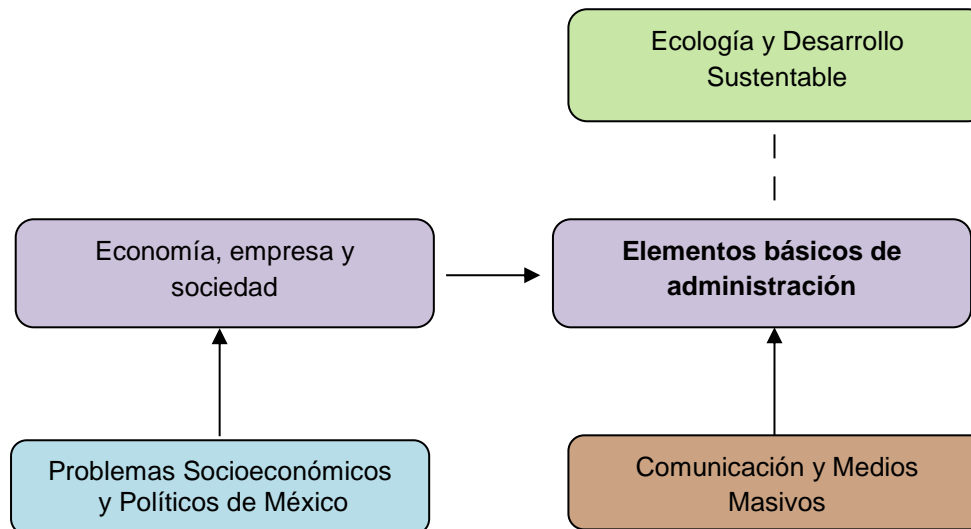 Ecología y Desarrollo
Sustentable
Economía, empresa y
sociedad
Elementos básicos de
administración
Problemas Socioeconómicos
y Políticos de México
Comunicación y Medios
Masivos